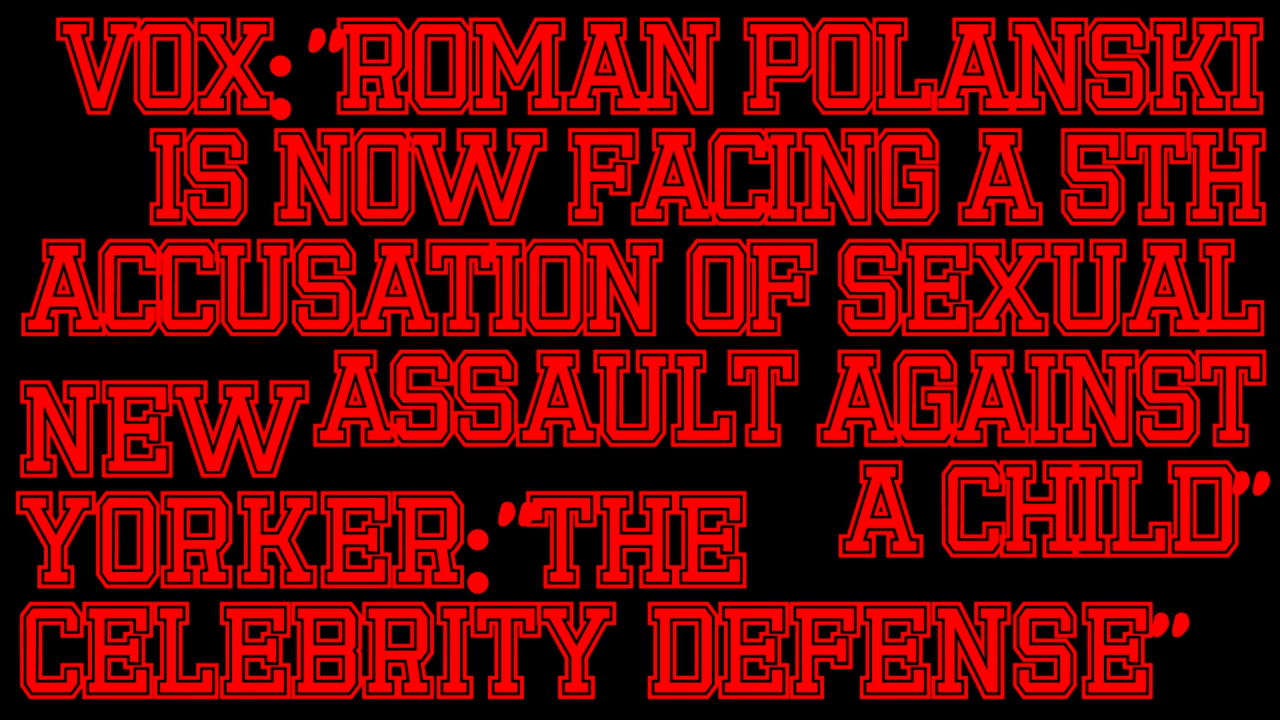 VOX:"ROMAN POLANSKI
IS NOW FACING A 5TH
ACCUSATION OF SEXUAL
ASSAULT AGAINST
A CHILD"
NEW
YORKER:"THE
CELEBRITY DEFENSE"